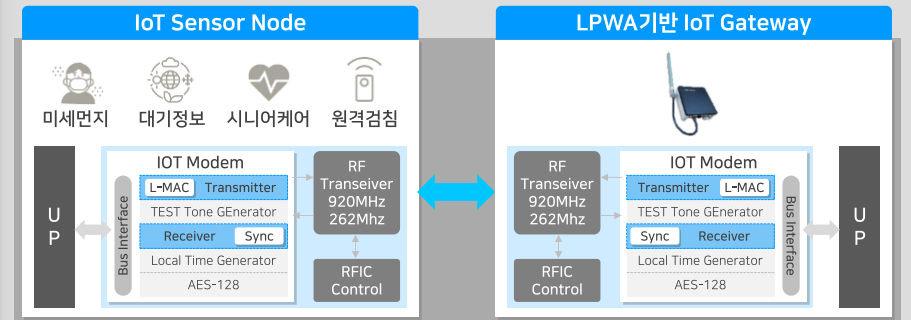 IoT Sensor Node
미세먼지
대기정보
시니어케어
원격검침
U
P
Bus Interface
IOT Modem
L-MAC Transmitter
TEST Tone GEnerator
Receiver Sync
Local Time Generator
AES-128
RF
Transeiver
920MHz
262Mhz
RFIC
Control
LPWA기반 IoT Gateway
RF
Transeiver
920MHz
262Mhz
RFIC
Control
IOT Modem
Transmitter L-MAC
TEST Tone GEnerator
Sync Receiver
Local Time Generator
AES-128
Bus Interface
U
P